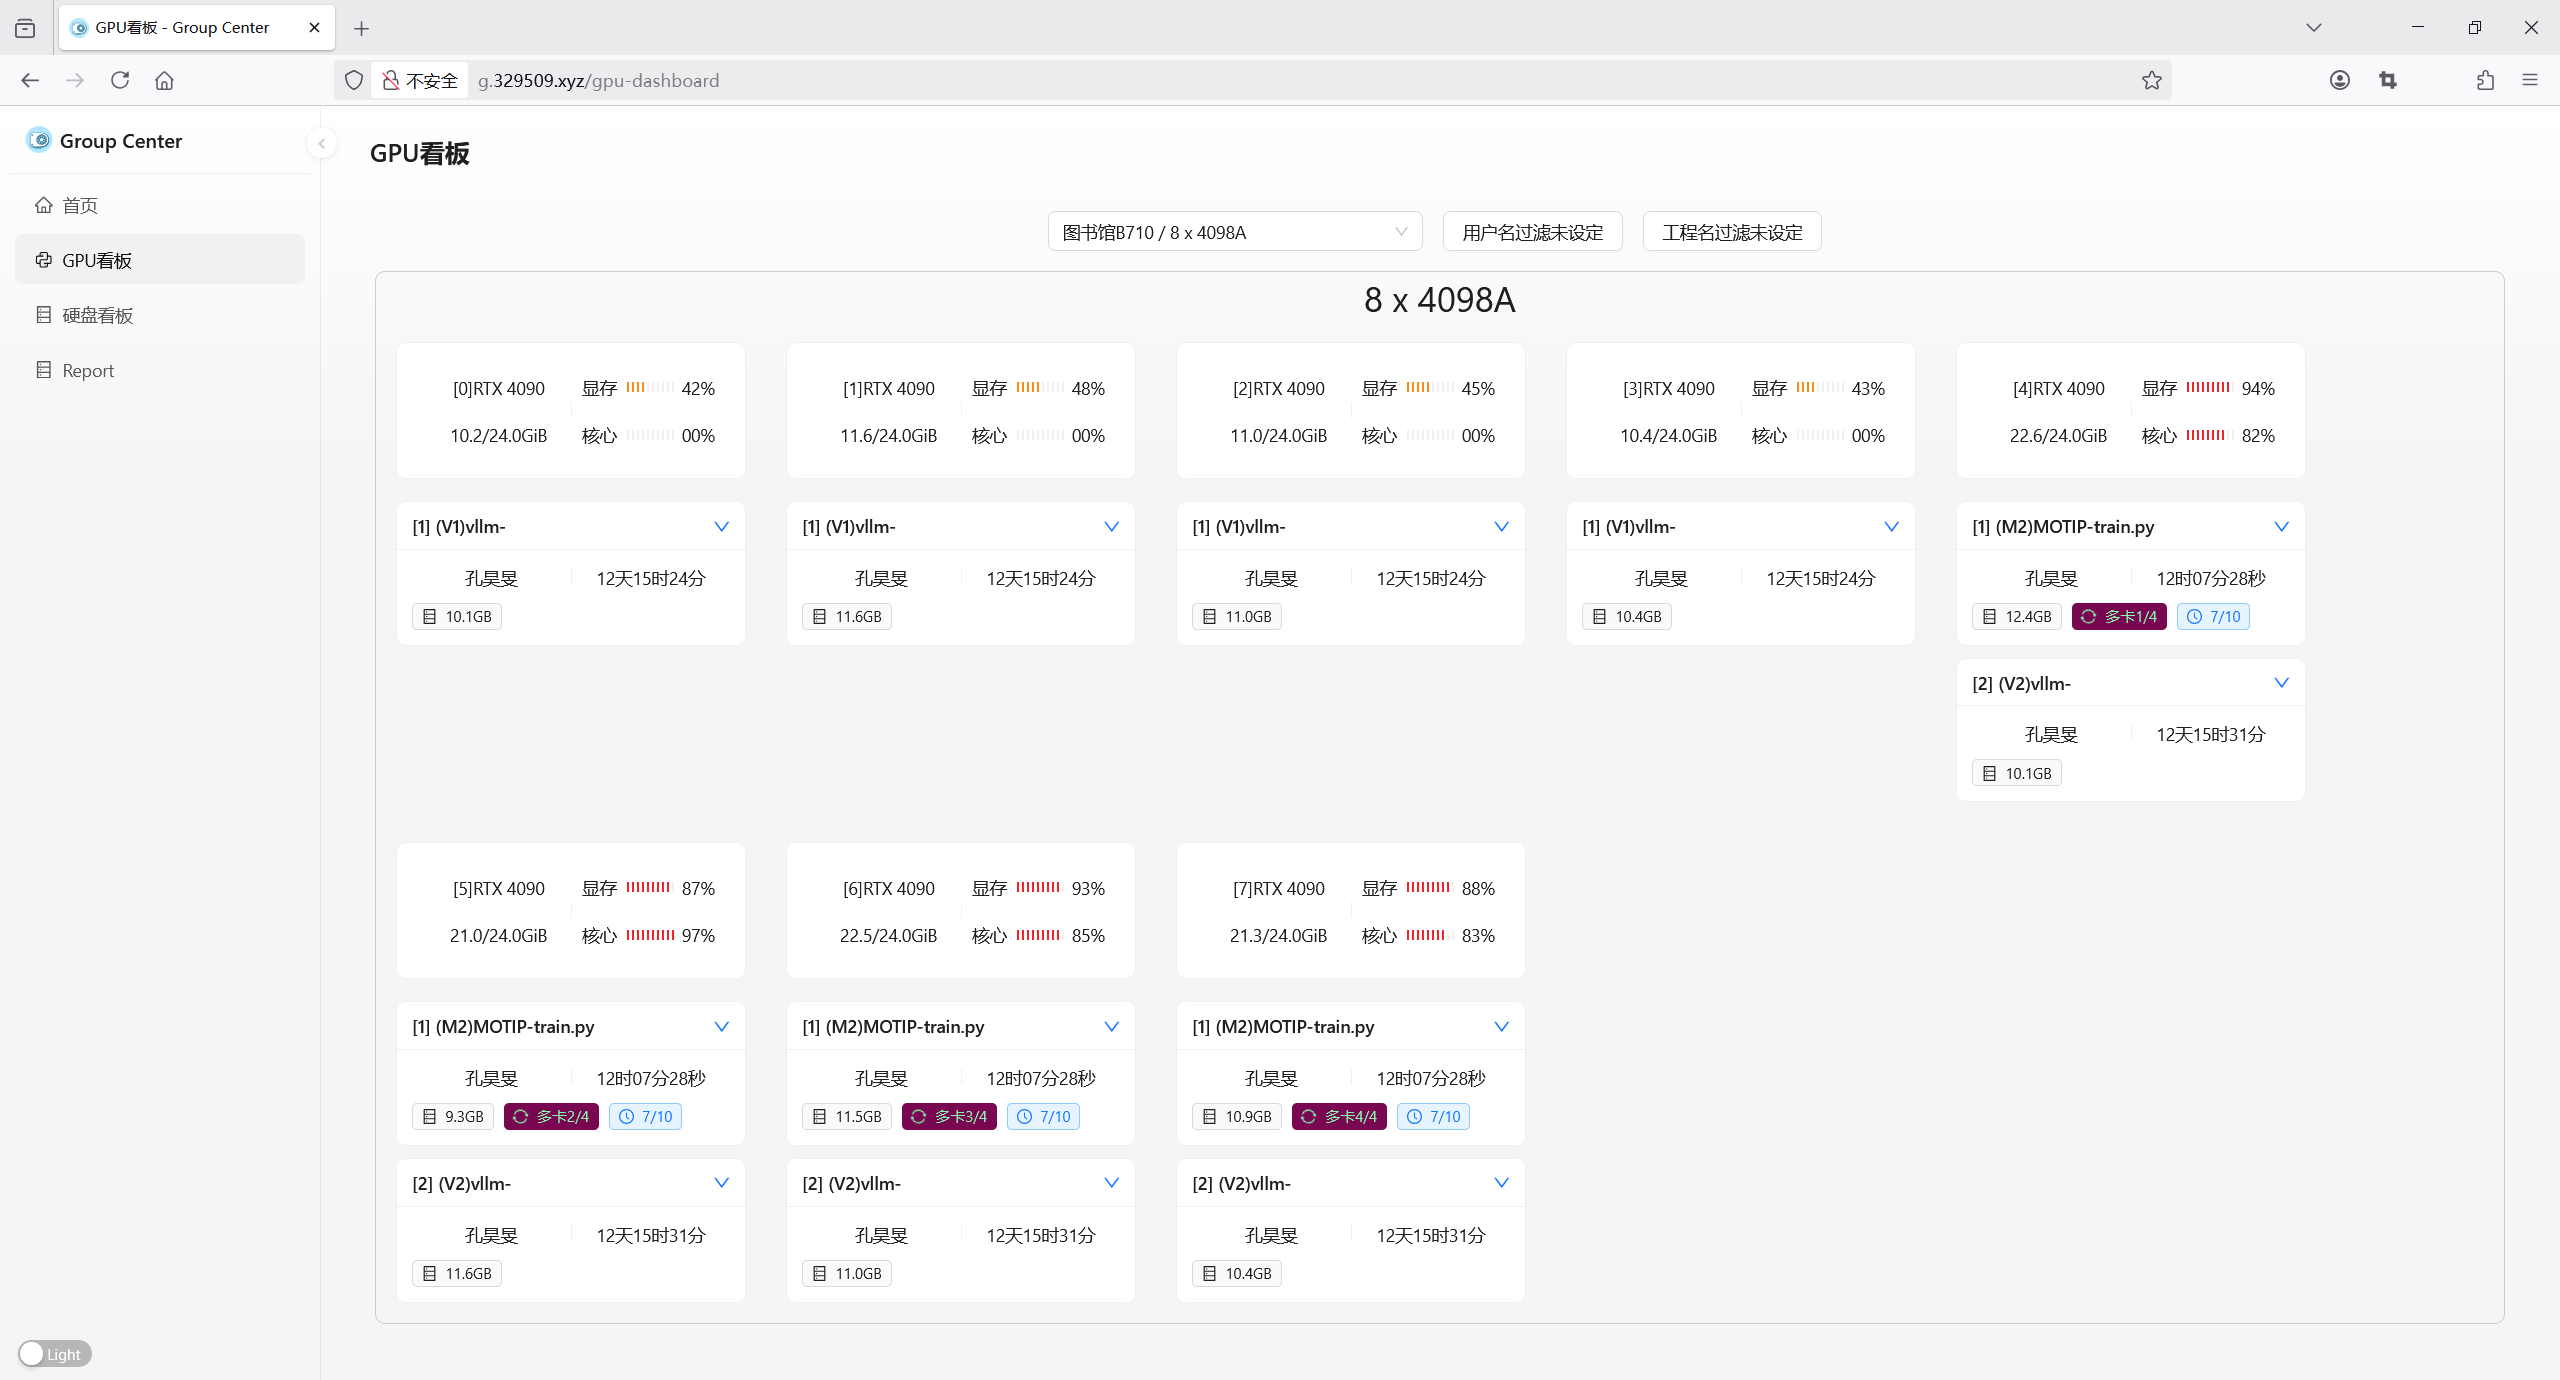 GPU看板 - Group Center
不安全
g.329509.xyz/gpu-dashboard
Group Center
首页
GPU看板
硬盘看板
Report
Light
GPU看板
图书馆B710 / 8 x 4098A
用户名过滤未设定
工程名过滤未设定
8 x 4098A
[0]RTX 4090 显存 42%
10.2/24.0GiB 核心 00%
[1] (V1)vllm-
孔昊旻 12天15时24分
10.1GB
[1]RTX 4090 显存 48%
11.6/24.0GiB 核心 00%
[1] (V1)vllm-
孔昊旻 12天15时24分
11.6GB
[2]RTX 4090 显存 45%
11.0/24.0GiB 核心 00%
[1] (V1)vllm-
孔昊旻 12天15时24分
11.0GB
[3]RTX 4090 显存 43%
10.4/24.0GiB 核心 00%
[1] (V1)vllm-
孔昊旻 12天15时24分
10.4GB
[4]RTX 4090 显存 94%
22.6/24.0GiB 核心 82%
[1] (M2)MOTIP-train.py
孔昊旻 12时07分28秒
12.4GB 多卡1/4 7/10
[2] (V2)vllm-
孔昊旻 12天15时31分
10.1GB
[5]RTX 4090 显存 87%
21.0/24.0GiB 核心 97%
[1] (M2)MOTIP-train.py
孔昊旻 12时07分28秒
9.3GB 多卡2/4 7/10
[2] (V2)vllm-
孔昊旻 12天15时31分
11.6GB
[6]RTX 4090 显存 93%
22.5/24.0GiB 核心 85%
[1] (M2)MOTIP-train.py
孔昊旻 12时07分28秒
11.5GB 多卡3/4 7/10
[2] (V2)vllm-
孔昊旻 12天15时31分
11.0GB
[7]RTX 4090 显存 88%
21.3/24.0GiB 核心 83%
[1] (M2)MOTIP-train.py
孔昊旻 12时07分28秒
10.9GB 多卡4/4 7/10
[2] (V2)vllm-
孔昊旻 12天15时31分
10.4GB